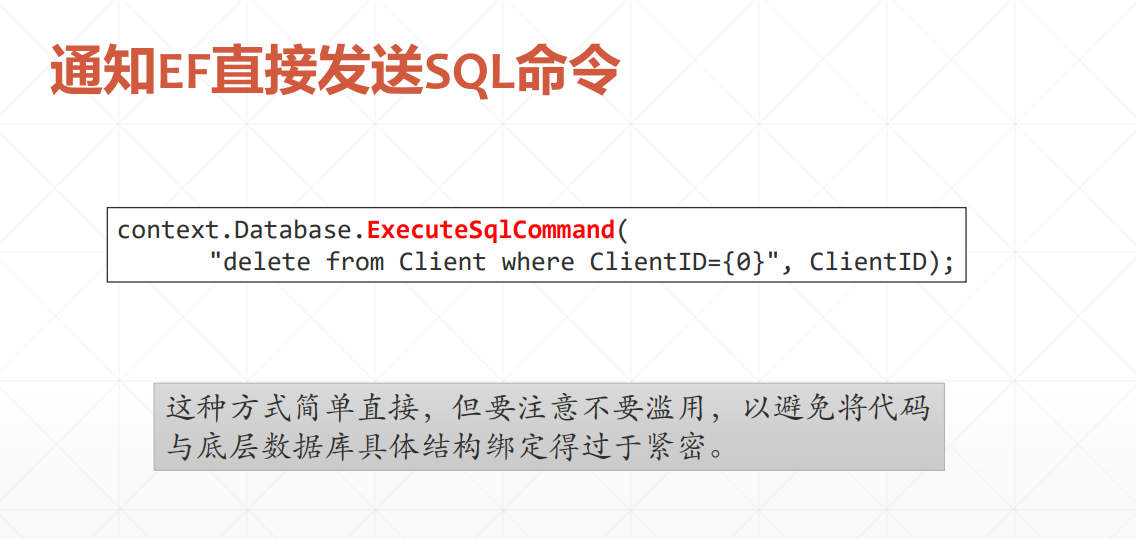 通知EF直接发送SQL命令
context.Database.ExecuteSqlCommand(
"delete from Client where ClientID={0}", ClientID);
这种方式简单直接，但要注意不要滥用，以避免将代码
与底层数据库具体结构绑定得过于紧密。